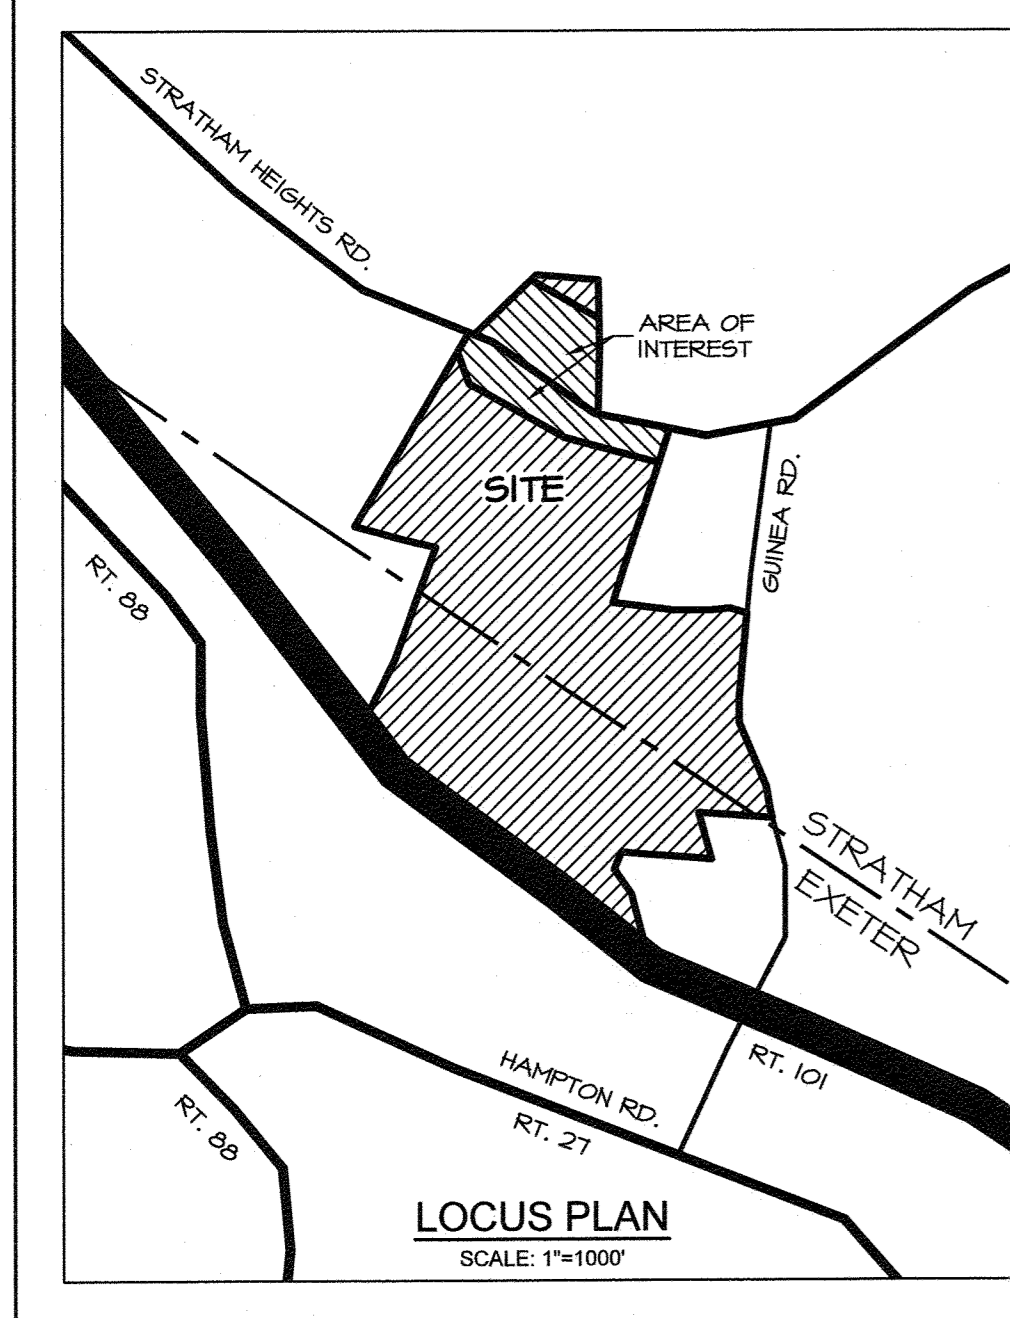 STRATHAM HEIGHTS RD.
AREA OF
INTEREST
SITE
GUINEA RD.
RT. 88
STRATHAM
EXETER
RT. 101
HAMPTON RD.
RT. 27
RT. 88
LOCUS PLAN
SCALE: 1"=1000'